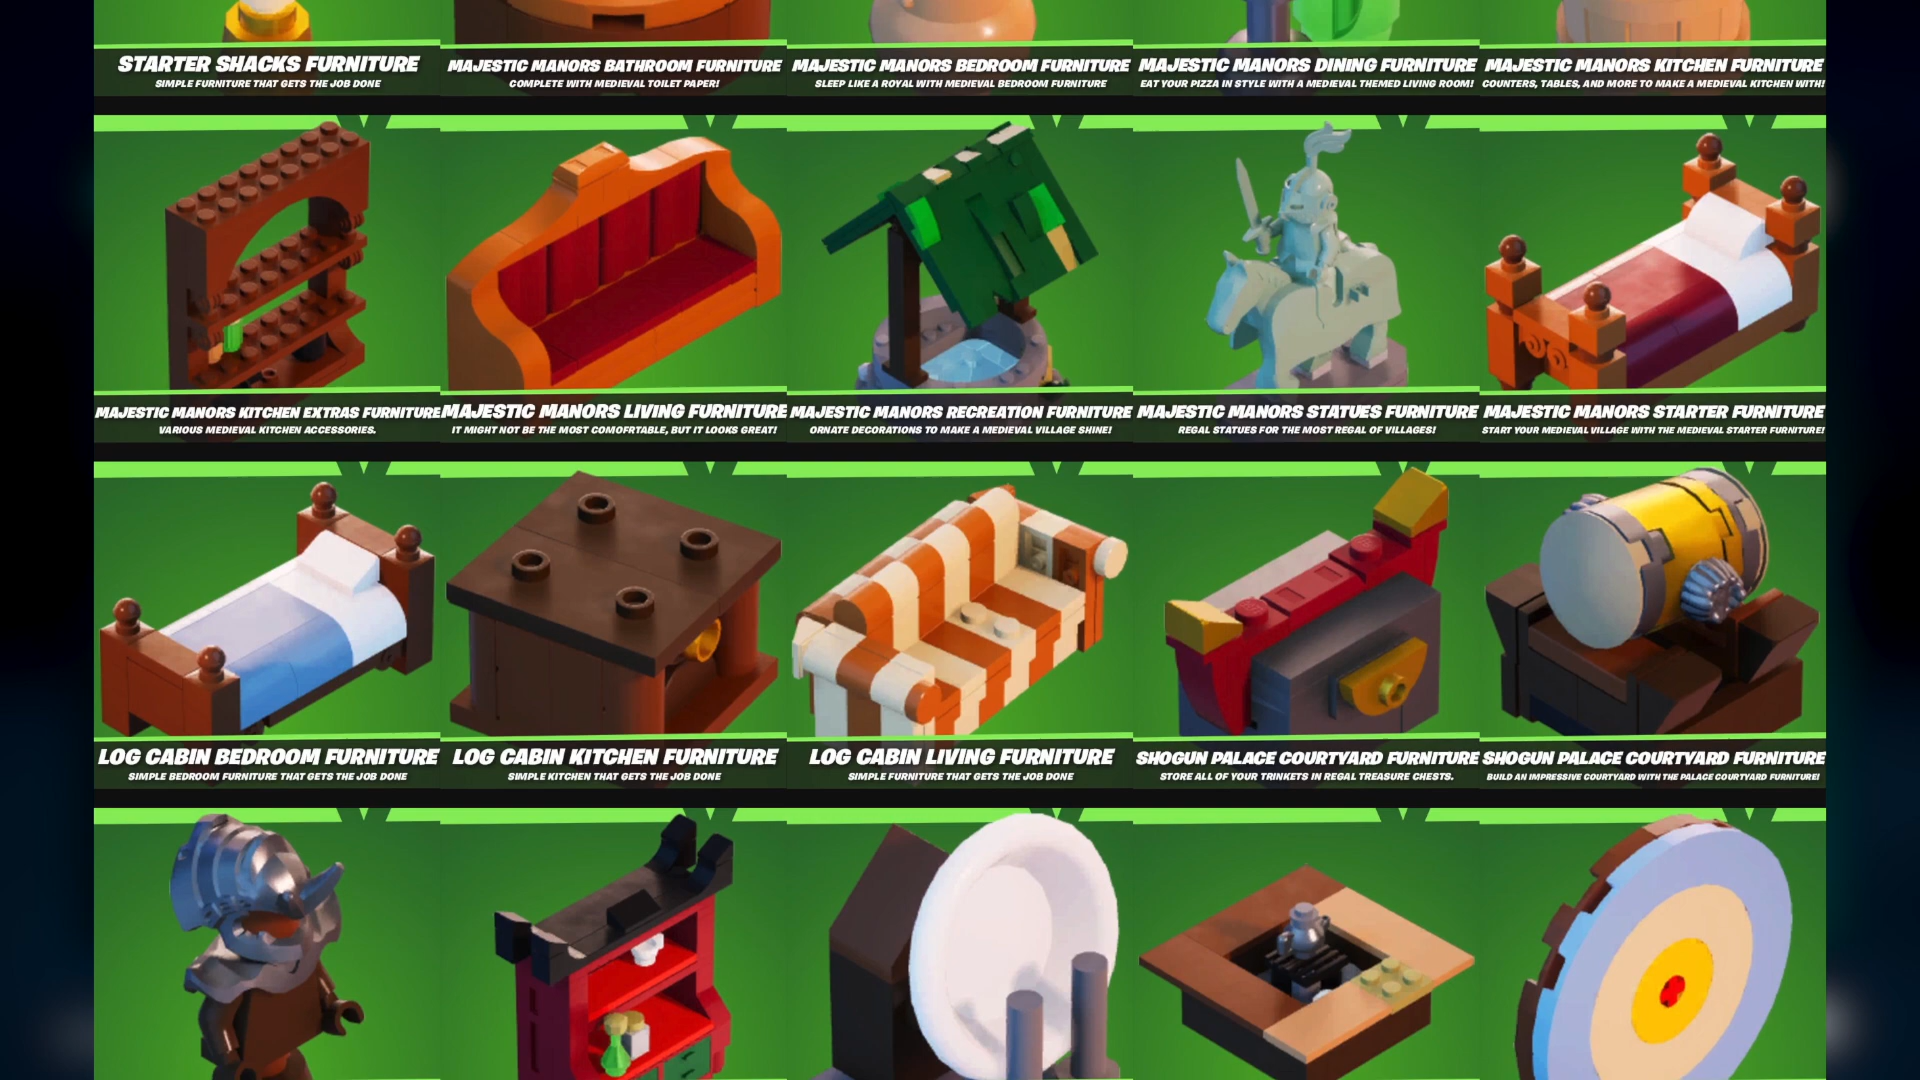 STARTER SHACKS FURNITURE
SIMPLE FURNITURE THAT GETS THE JOB DONE
MAJESTIC MANORS BATHROOM FURNITURE
COMPLETE WITH MEDIEVAL TOILET PAPER!
MAJESTIC MANORS BEDROOM FURNITURE
SLEEP LIKE A ROYAL WITH MEDIEVAL BEDROOM FURNITURE
MAJESTIC MANORS DINING FURNITURE
EAT YOUR PIZZA IN STYLE WITH A MEDIEVAL THEMED LIVING ROOM!
MAJESTIC MANORS KITCHEN FURNITURE
COUNTERS, TABLES, AND MORE TO MAKE A MEDIEVAL KITCHEN WITH!
MAJESTIC MANORS KITCHEN EXTRAS FURNITURE
VARIOUS MEDIEVAL KITCHEN ACCESSORIES.
MAJESTIC MANORS LIVING FURNITURE
IT MIGHT NOT BE THE MOST COMOFRTABLE, BUT IT LOOKS GREAT!
MAJESTIC MANORS RECREATION FURNITURE
ORNATE DECORATIONS TO MAKE A MEDIEVAL VILLAGE SHINE!
MAJESTIC MANORS STATUES FURNITURE
REGAL STATUES FOR THE MOST REGAL OF VILLAGES!
MAJESTIC MANORS STARTER FURNITURE
START YOUR MEDIEVAL VILLAGE WITH THE MEDIEVAL STARTER FURNITURE!
LOG CABIN BEDROOM FURNITURE
SIMPLE BEDROOM FURNITURE THAT GETS THE JOB DONE
LOG CABIN KITCHEN FURNITURE
SIMPLE KITCHEN THAT GETS THE JOB DONE
LOG CABIN LIVING FURNITURE
SIMPLE FURNITURE THAT GETS THE JOB DONE
SHOGUN PALACE COURTYARD FURNITURE
STORE ALL OF YOUR TRINKETS IN REGAL TREASURE CHESTS.
SHOGUN PALACE COURTYARD FURNITURE
BUILD AN IMPRESSIVE COURTYARD WITH THE PALACE COURTYARD FURNITURE!